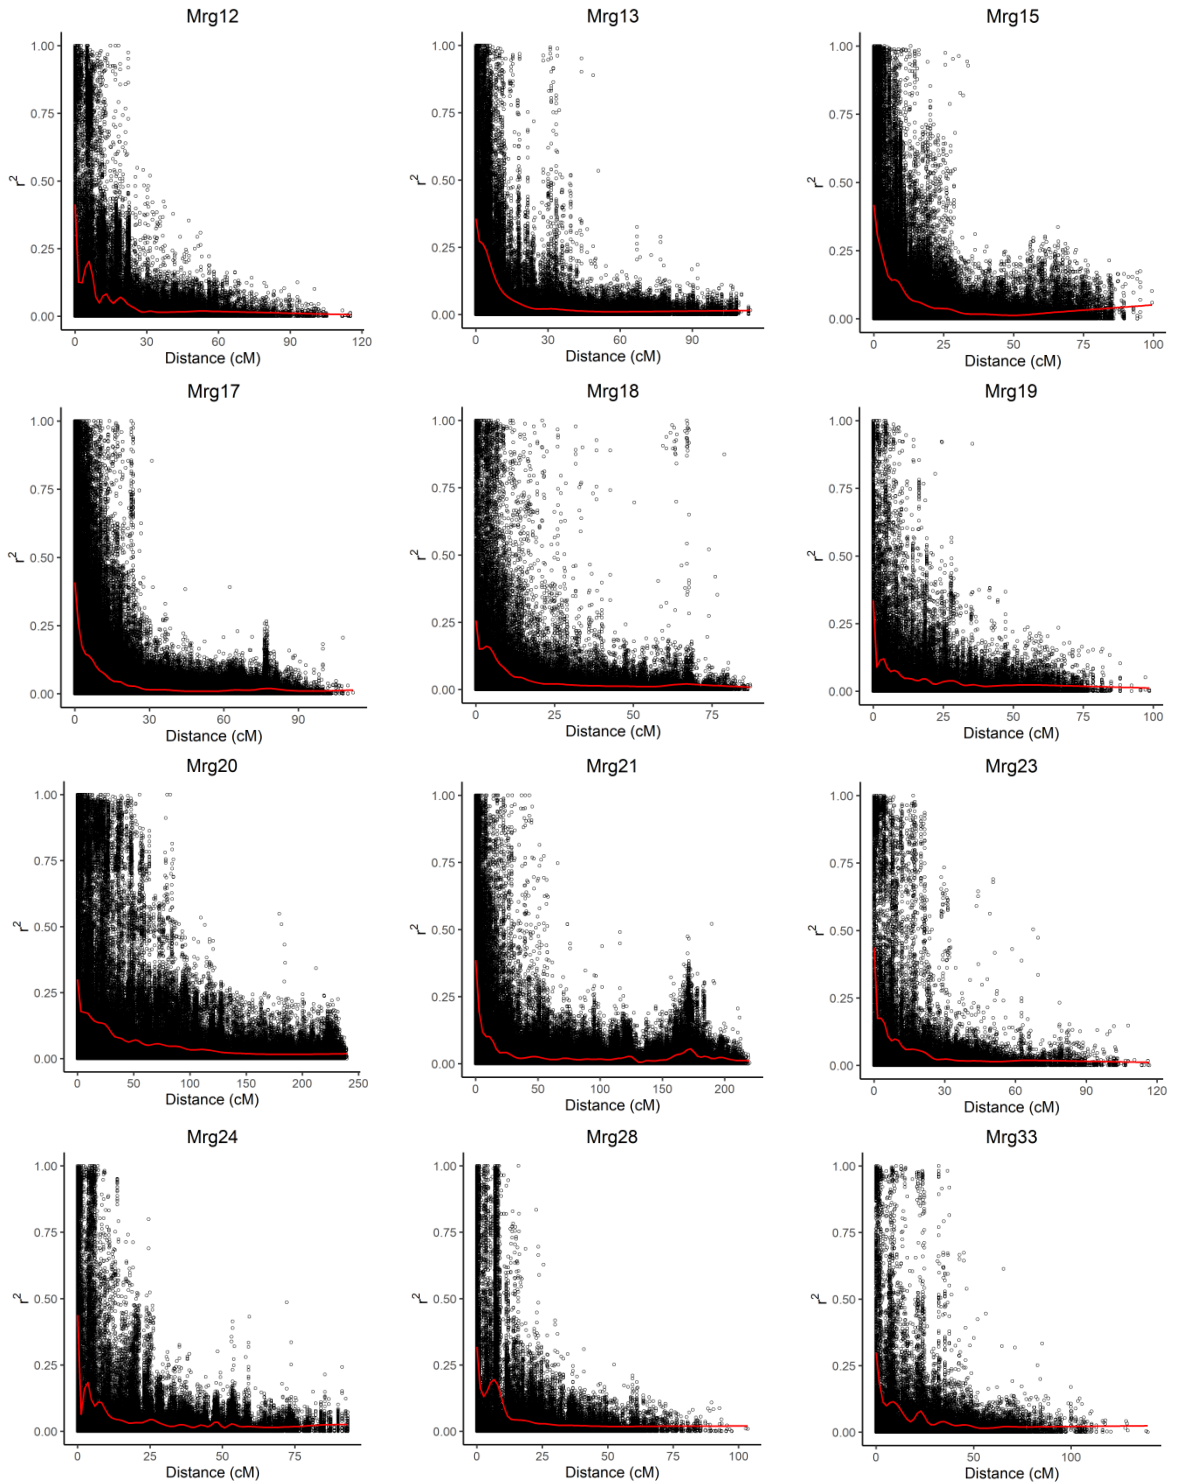 Mrg12 Mrg13 Mrg15
1.00 1.00 1.00
0.75 0.75 0.75
r² 0.50 r² 0.50 r² 0.50
0.25 0.25 0.25
0.00 0.00 0.00
0 30 60 90 120 0 30 60 90 0 25 50 75 100
Distance (cM) Distance (cM) Distance (cM)
Mrg17 Mrg18 Mrg19
1.00 1.00 1.00
0.75 0.75 0.75
r² 0.50 r² 0.50 r² 0.50
0.25 0.25 0.25
0.00 0.00 0.00
0 30 60 90 0 25 50 75 0 25 50 75 100
Distance (cM) Distance (cM) Distance (cM)
Mrg20 Mrg21 Mrg23
1.00 1.00 1.00
0.75 0.75 0.75
r² 0.50 r² 0.50 r² 0.50
0.25 0.25 0.25
0.00 0.00 0.00
0 50 100 150 200 250 0 50 100 150 200 0 30 60 90 120
Distance (cM) Distance (cM) Distance (cM)
Mrg24 Mrg28 Mrg33
1.00 1.00 1.00
0.75 0.75 0.75
r² 0.50 r² 0.50 r² 0.50
0.25 0.25 0.25
0.00 0.00 0.00
0 25 50 75 0 25 50 75 100 0 50 100
Distance (cM) Distance (cM) Distance (cM)